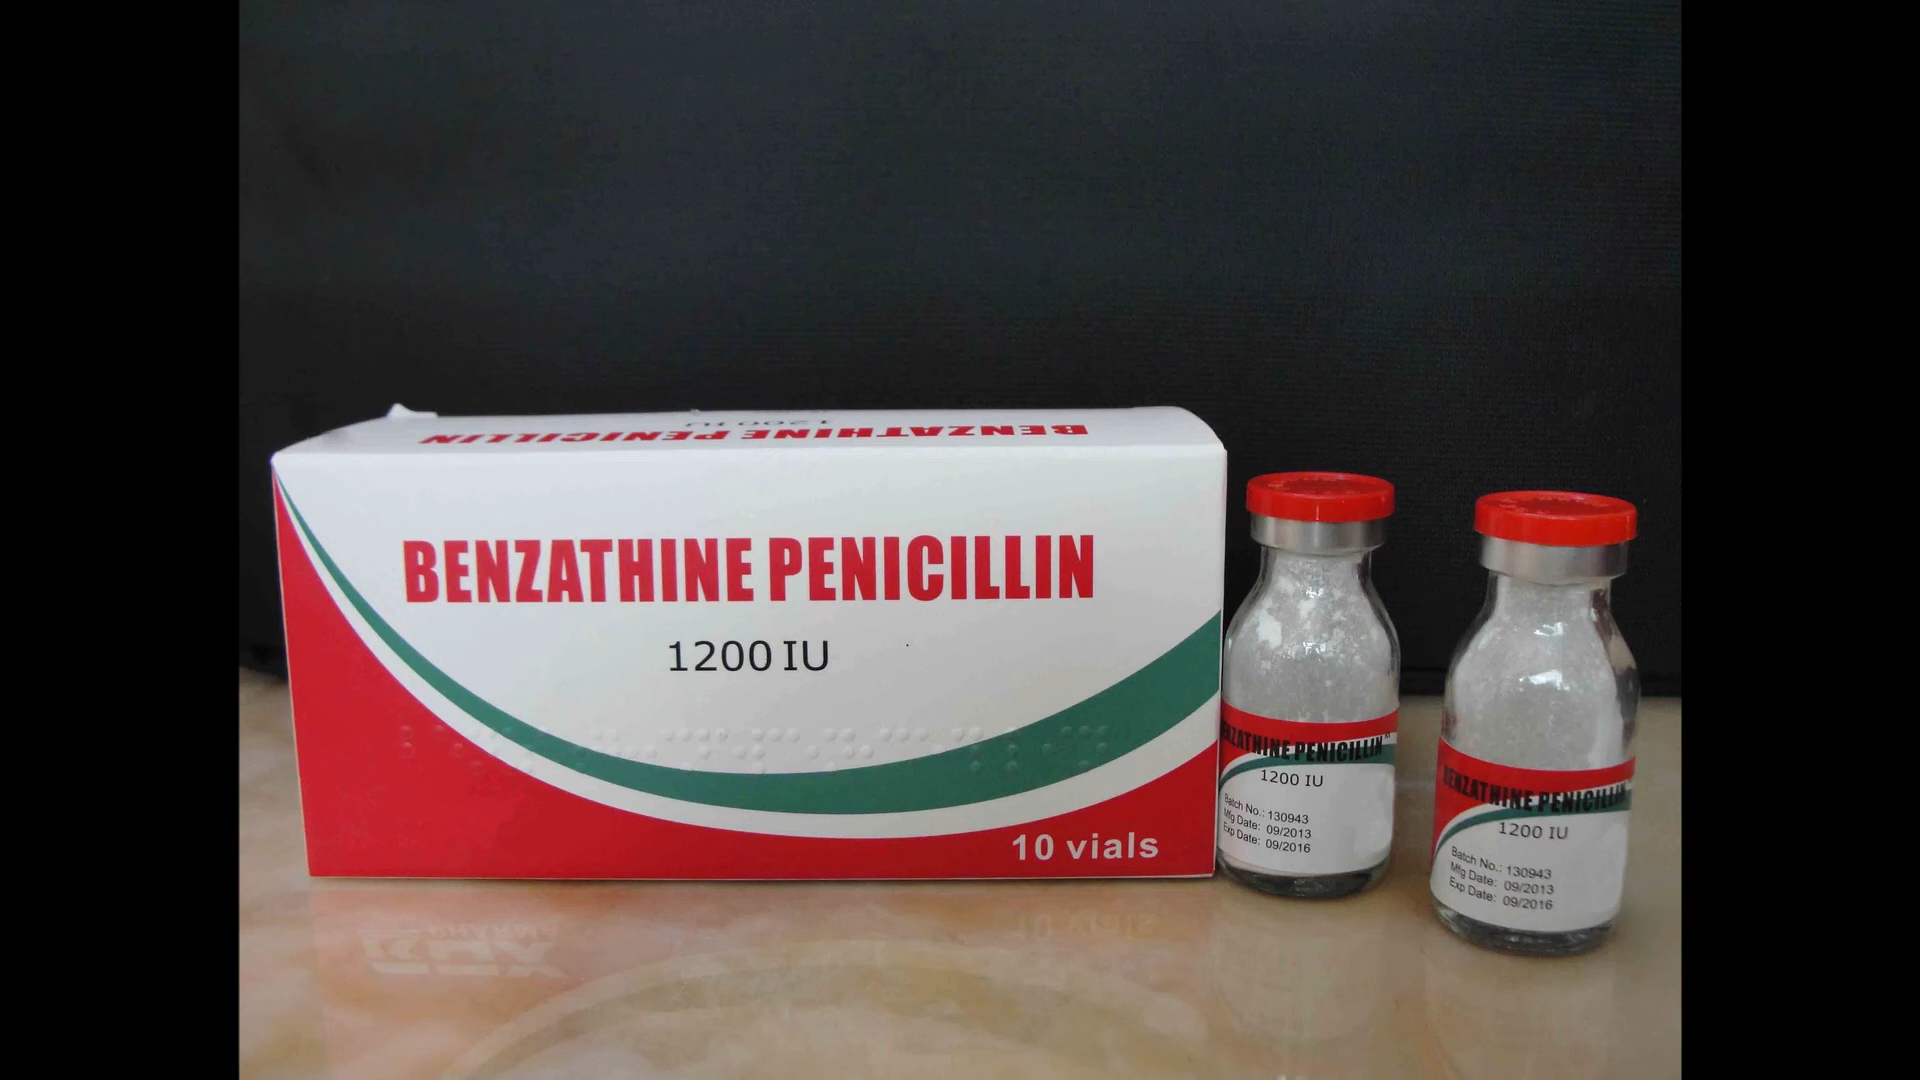 BENZATHINE PENICILLIN
1200 IU
BENZATHINE PENICILLIN
1200 IU
10 vials
BENZATHINE PENICILLIN
1200 IU
Batch No.: 130943
Mfg Date: 09/2013
Exp Date: 09/2016
BENZATHINE PENICILLIN
1200 IU
Batch No.: 130943
Mfg Date: 09/2013
Exp Date: 09/2016